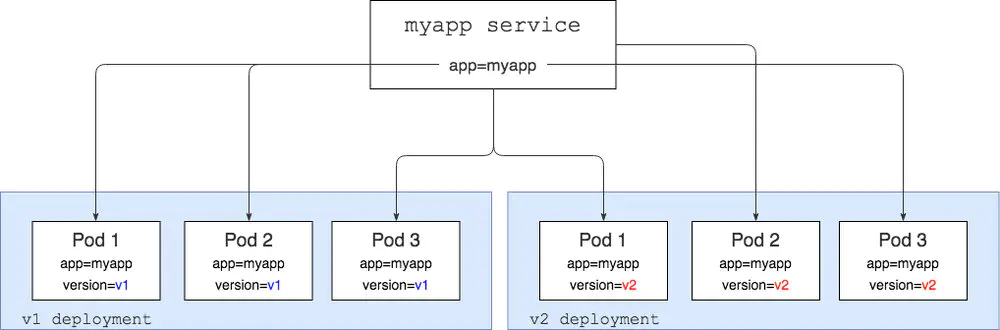 myapp service
app=myapp
Pod 1
app=myapp
version=v1
Pod 2
app=myapp
version=v1
Pod 3
app=myapp
version=v1
v1 deployment
Pod 1
app=myapp
version=v2
Pod 2
app=myapp
version=v2
Pod 3
app=myapp
version=v2
v2 deployment